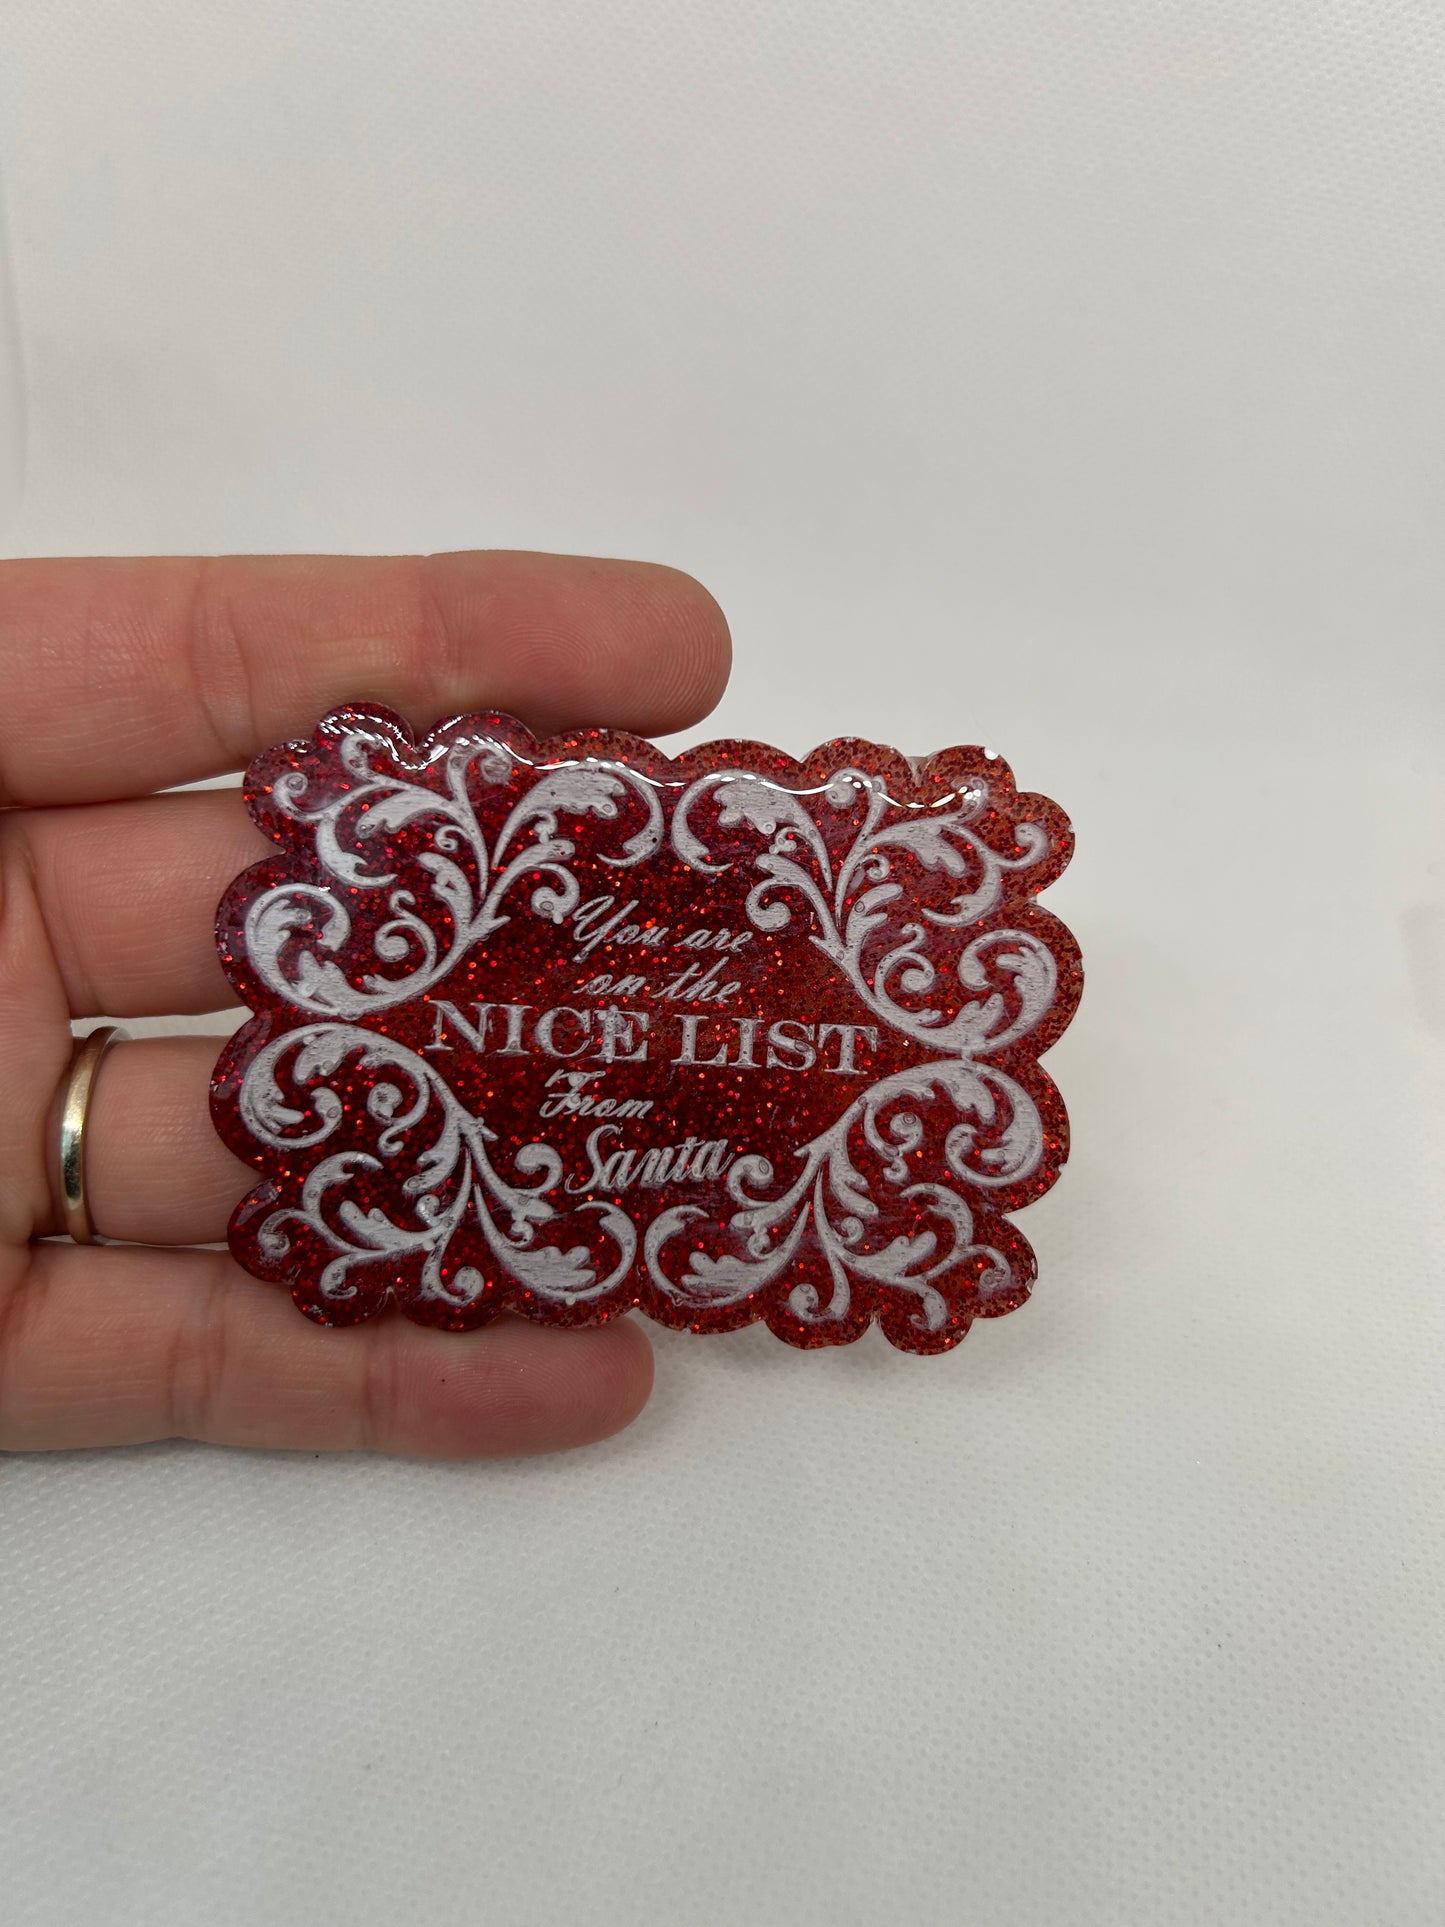 You are
on the
NICE LIST
From
Santa